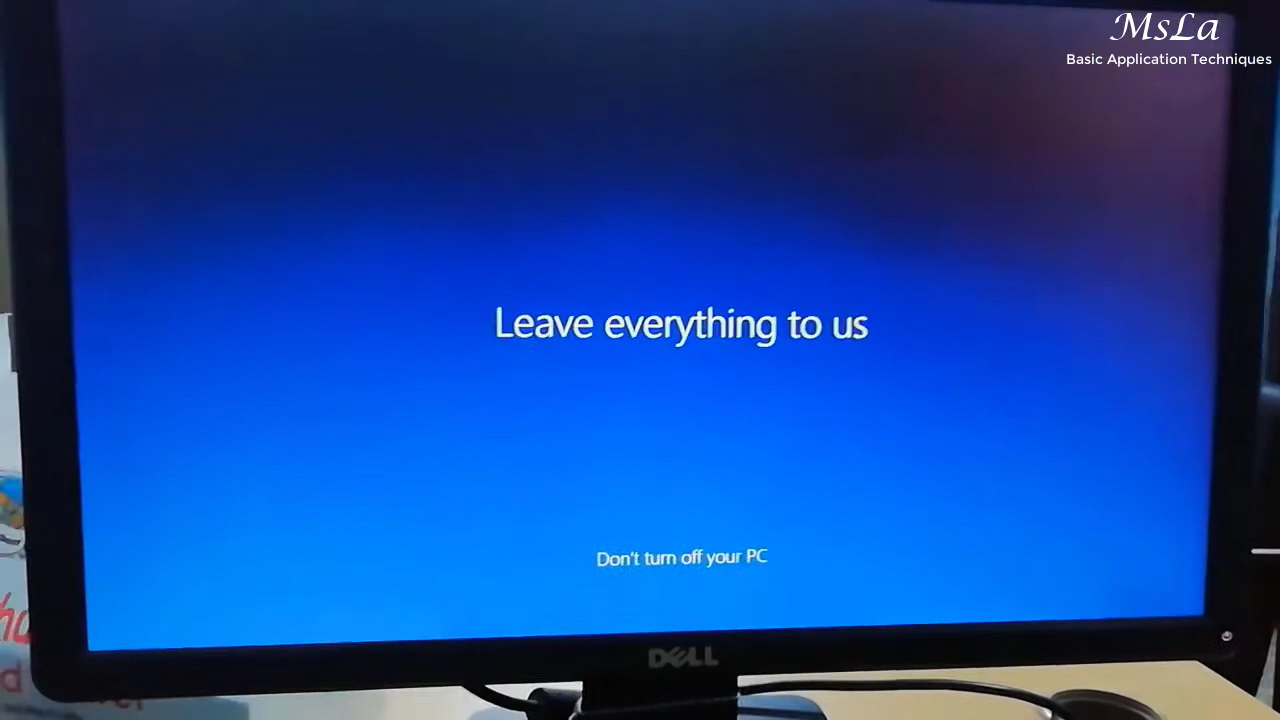 MsLa
Basic Application Techniques
Leave everything to us
Don't turn off your PC
DELL